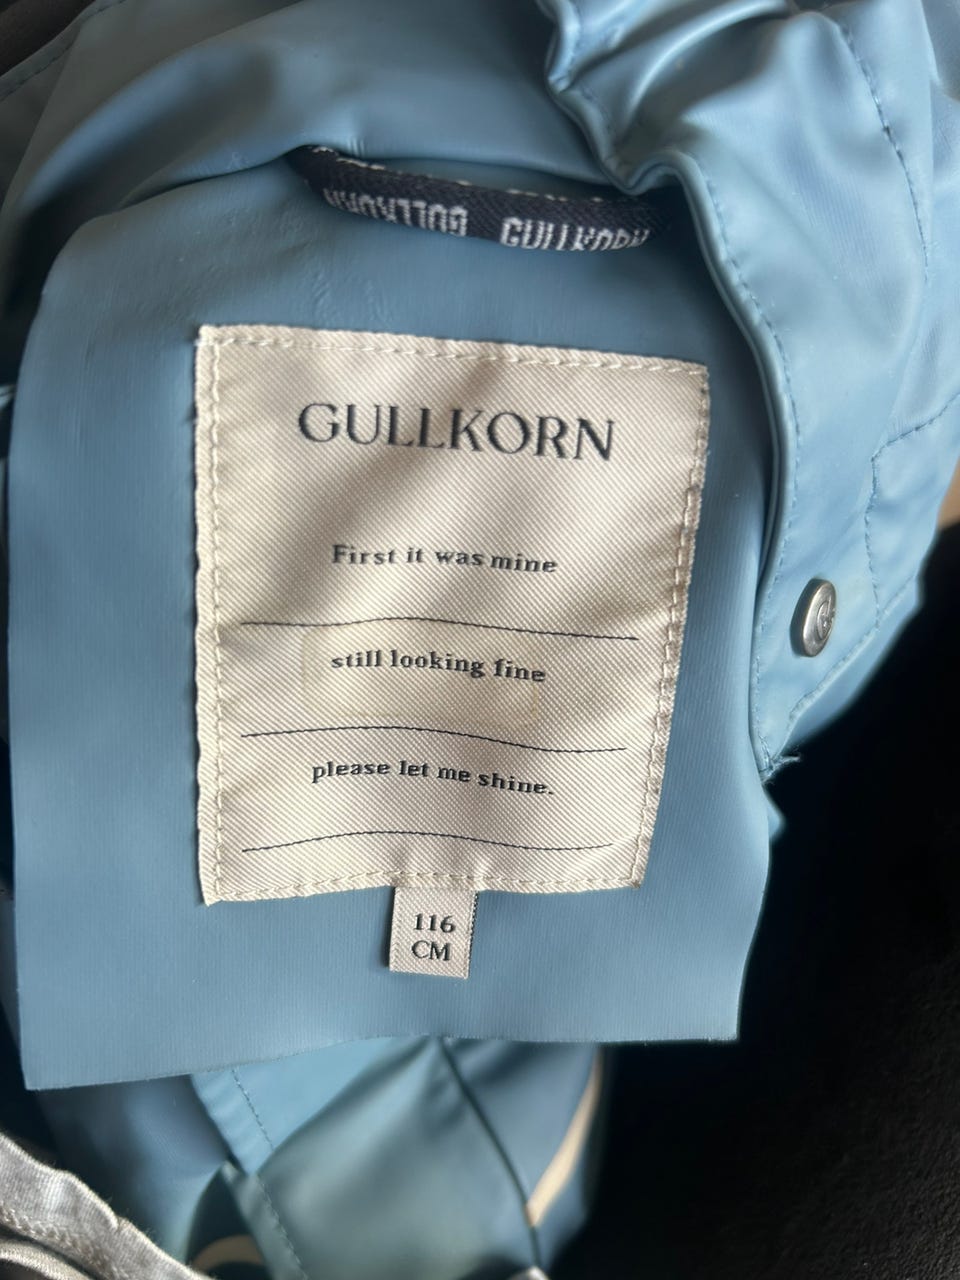 GULLKORN GULLKORN
GULLKORN
First it was mine
still looking fine
please let me shine.
116
CM